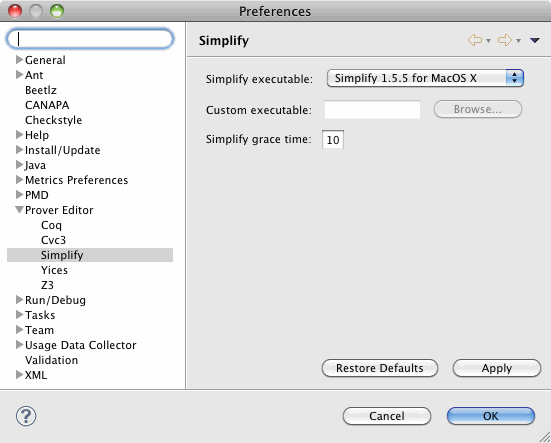 Preferences
Simplify
General
Ant
Beetlz
CANAPA
Checkstyle
Help
Install/Update
Java
Metrics Preferences
PMD
Prover Editor
Coq
Cvc3
Simplify
Yices
Z3
Run/Debug
Tasks
Team
Usage Data Collector
Validation
XML
Simplify executable: Simplify 1.5.5 for MacOS X
Custom executable: Browse...
Simplify grace time: 10
Restore Defaults Apply
? Cancel OK